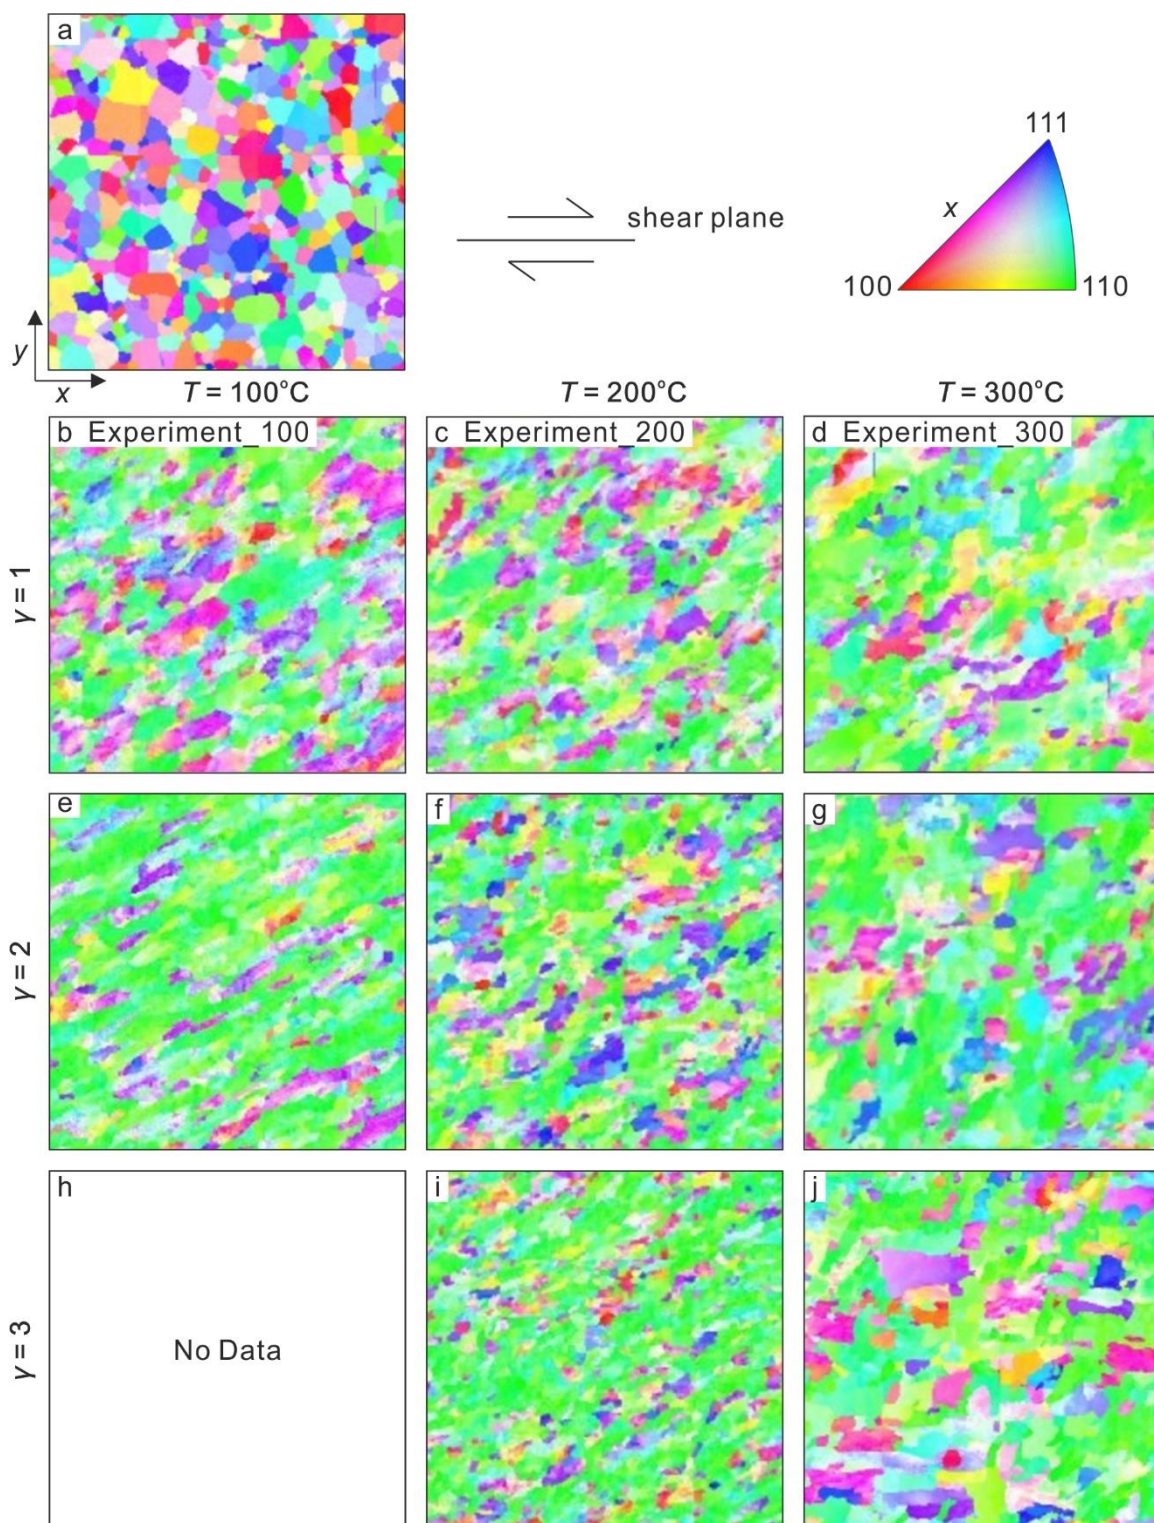 a
111
shear plane
x
100
110
y
x
T = 100°C
T = 200°C
T = 300°C
b Experiment_100
c Experiment_200
d Experiment_300
γ = 1
e
f
g
γ = 2
h
i
j
No Data
γ = 3